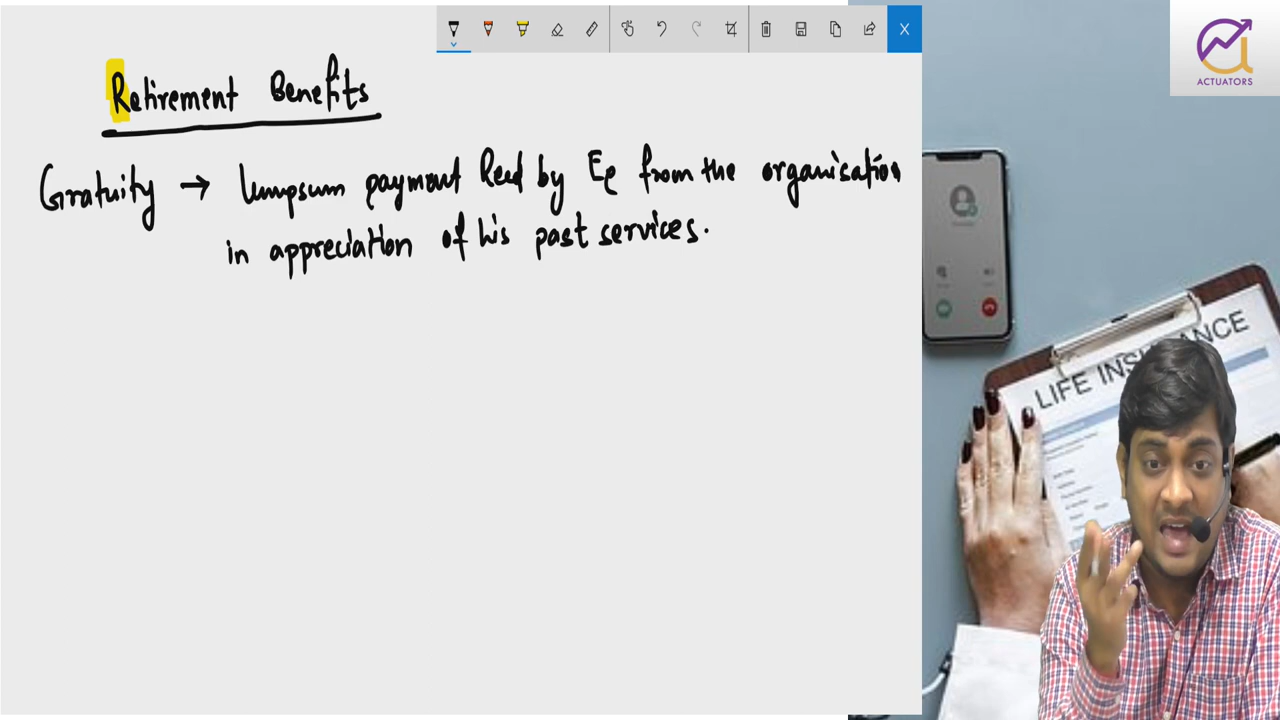 Retirement Benefits
Gratuity → lumpsum payment Recd by Ee from the organisation
in appreciation of his past services.
ACTUATORS
LIFE INSURANCE